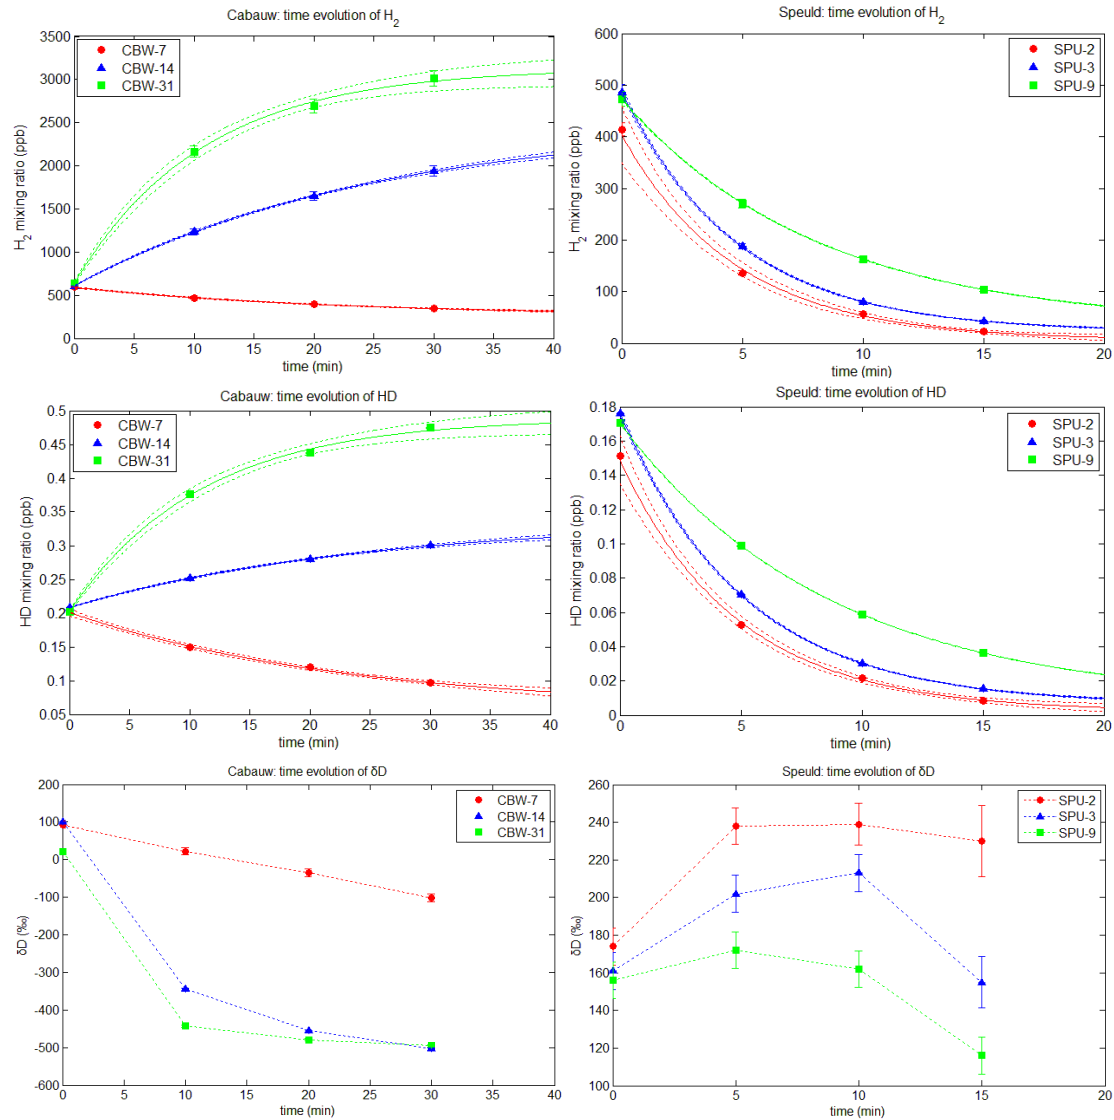 Cabauw: time evolution of H2
3500
3000
2500
2000
1500
1000
500
0
H2 mixing ratio (ppb)
CBW-7
CBW-14
CBW-31
0 5 10 15 20 25 30 35 40
time (min)
Speuld: time evolution of H2
600
500
400
300
200
100
0
H2 mixing ratio (ppb)
SPU-2
SPU-3
SPU-9
0 5 10 15 20
time (min)
Cabauw: time evolution of HD
0.5
0.45
0.4
0.35
0.3
0.25
0.2
0.15
0.1
0.05
HD mixing ratio (ppb)
CBW-7
CBW-14
CBW-31
0 5 10 15 20 25 30 35 40
time (min)
Speuld: time evolution of HD
0.18
0.16
0.14
0.12
0.1
0.08
0.06
0.04
0.02
0
HD mixing ratio (ppb)
SPU-2
SPU-3
SPU-9
0 5 10 15 20
time (min)
Cabauw: time evolution of δD
200
100
0
-100
-200
-300
-400
-500
-600
δD (‰)
CBW-7
CBW-14
CBW-31
0 5 10 15 20 25 30 35 40
time (min)
Speuld: time evolution of δD
260
240
220
200
180
160
140
120
100
δD (‰)
SPU-2
SPU-3
SPU-9
0 5 10 15 20
time (min)